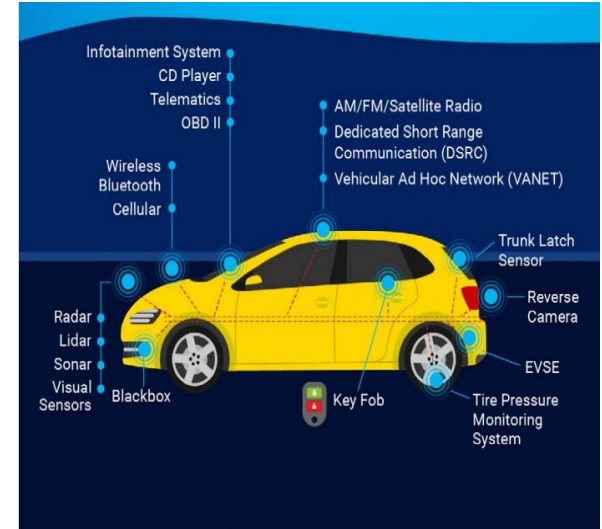 Infotainment System
CD Player
Telematics
OBD II
AM/FM/Satellite Radio
Dedicated Short Range
Communication (DSRC)
Vehicular Ad Hoc Network (VANET)
Wireless
Bluetooth
Cellular
Trunk Latch
Sensor
Reverse
Camera
Radar
Lidar
Sonar
Visual
Sensors
Blackbox
Key Fob
EVSE
Tire Pressure
Monitoring
System